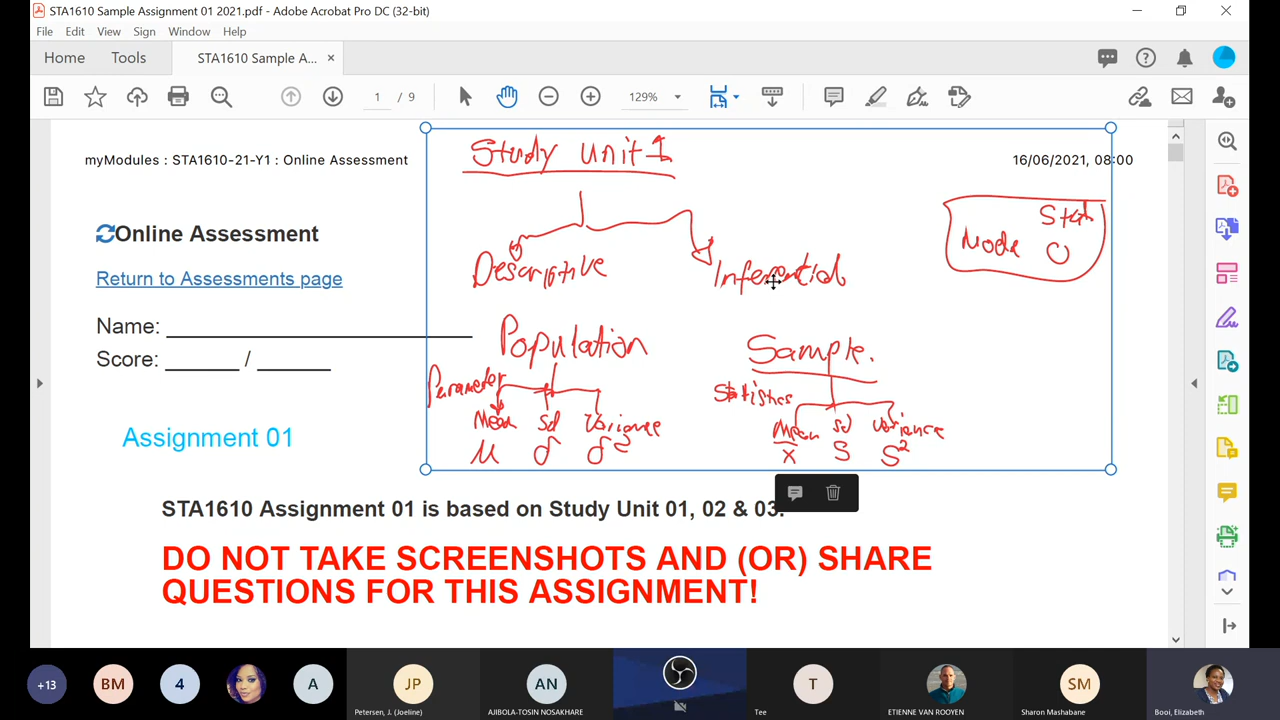 STA1610 Sample Assignment 01 2021.pdf - Adobe Acrobat Pro DC (32-bit)
File Edit View Sign Window Help
Home Tools STA1610 Sample A... ×
1 / 9 129%
myModules : STA1610-21-Y1 : Online Assessment 16/06/2021, 08:00
Study unit 1
Stat
Mode
Online Assessment
Descriptive Inferential
Return to Assessments page
Name:
Population Sample.
Score: /
Parameter Statistics
Mean sd Variance Mean sd Variance
μ σ σ² x̄ S S²
Assignment 01
STA1610 Assignment 01 is based on Study Unit 01, 02 & 03.
DO NOT TAKE SCREENSHOTS AND (OR) SHARE
QUESTIONS FOR THIS ASSIGNMENT!
+13 BM 4 A JP AN T SM
Petersen, J. (Joeline) AJIBOLA-TOSIN NOSAKHARE Tee ETIENNE VAN ROOYEN Sharon Mashabane Booi, Elizabeth